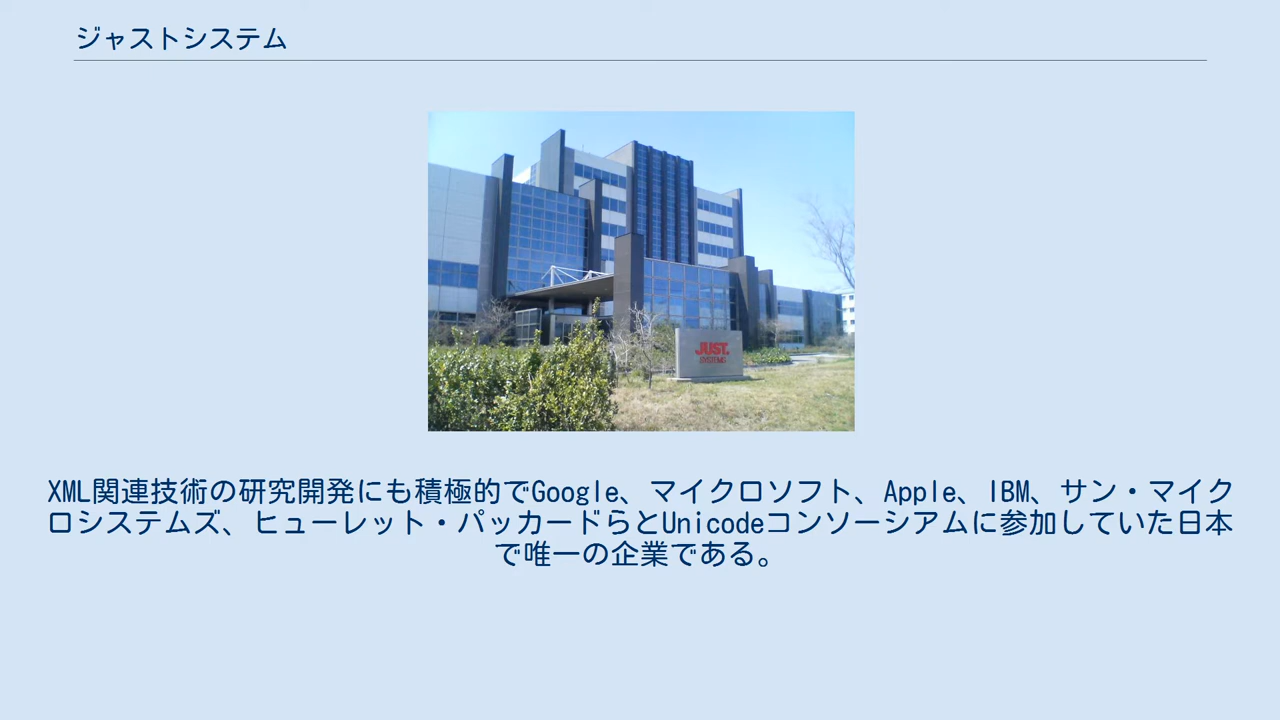 ジャストシステム
JUST.
SYSTEMS
XML関連技術の研究開発にも積極的でGoogle、マイクロソフト、Apple、IBM、サン・マイク
ロシステムズ、ヒューレット・パッカードらとUnicodeコンソーシアムに参加していた日本
で唯一の企業である。